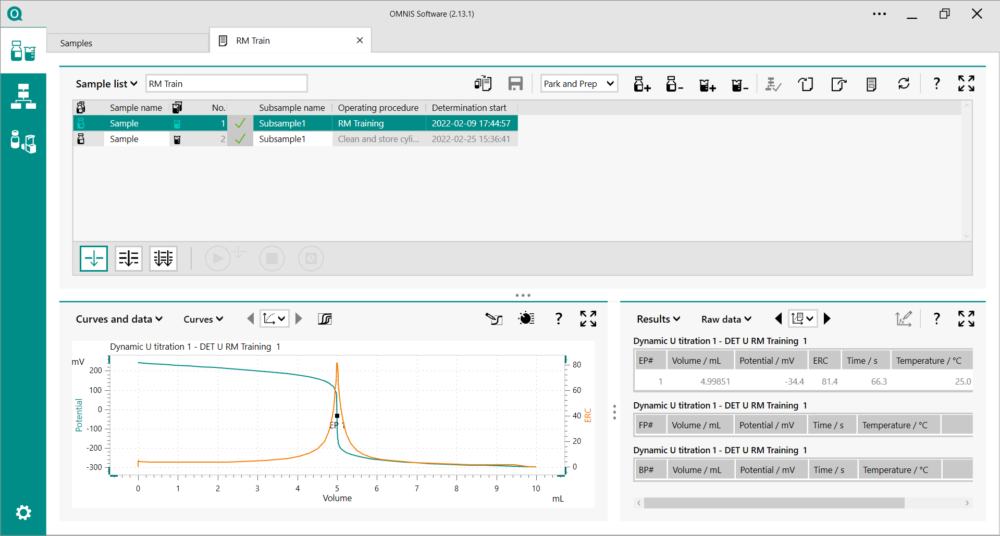 OMNIS Software (2.13.1)
Samples
RM Train
Sample list
RM Train
Park and Prep
?
Sample name No. Subsample name Operating procedure Determination start
Sample 1 Subsample1 RM Training 2022-02-09 17:44:57
Sample 2 Subsample1 Clean and store cyli... 2022-02-25 15:36:41
Curves and data
Curves
?
Dynamic U titration 1 - DET U RM Training 1
mV
200
100
0
-100
-200
-300
Potential
EP 1
80
60
40
20
0
ERC
0 1 2 3 4 5 6 7 8 9 10
Volume
mL
Results
Raw data
?
Dynamic U titration 1 - DET U RM Training 1
EP# Volume / mL Potential / mV ERC Time / s Temperature / °C
1 4.99851 -34.4 81.4 66.3 25.0
Dynamic U titration 1 - DET U RM Training 1
FP# Volume / mL Potential / mV Time / s Temperature / °C
Dynamic U titration 1 - DET U RM Training 1
BP# Volume / mL Potential / mV Time / s Temperature / °C